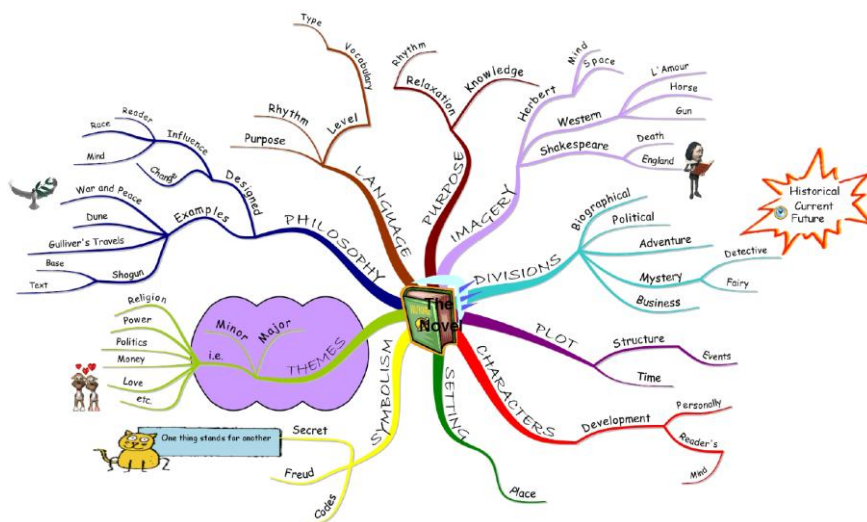 The
Novel
LANGUAGE
Purpose
Rhythm
Level
Vocabulary
Type
PURPOSE
Relaxation
Rhythm
Knowledge
IMAGERY
Herbert
Mind
Space
Western
L'Amour
Horse
Gun
Shakespeare
Death
England
DIVISIONS
Biographical
Political
Adventure
Mystery
Detective
Fairy
Business
Historical
Current
Future
PLOT
Structure
Events
Time
CHARACTERS
Development
Personally
Reader's
Mind
SETTING
Place
SYMBOLISM
Secret
One thing stands for another
Freud
Codes
THEMES
Major
Minor
i.e.
Religion
Power
Politics
Money
Love
etc.
PHILOSOPHY
Designed
Influence
Reader
Race
Mind
Change
Examples
War and Peace
Dune
Gulliver's Travels
Shogun
Base
Text